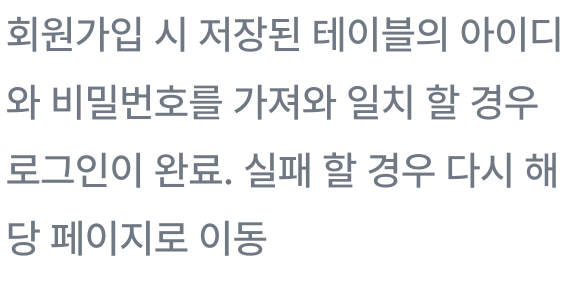 회원가입 시 저장된 테이블의 아이디
와 비밀번호를 가져와 일치 할 경우
로그인이 완료. 실패 할 경우 다시 해
당 페이지로 이동